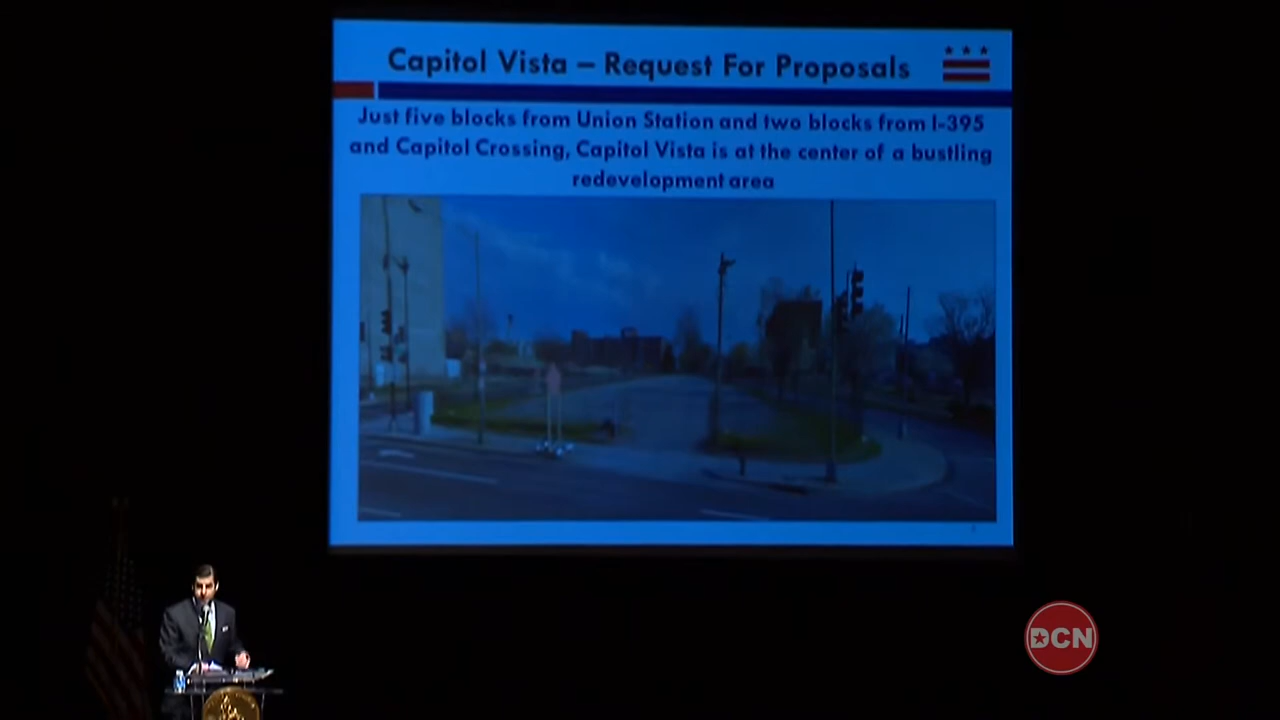 Capitol Vista – Request For Proposals
Just five blocks from Union Station and two blocks from I-395
and Capitol Crossing, Capitol Vista is at the center of a bustling
redevelopment area
DCN